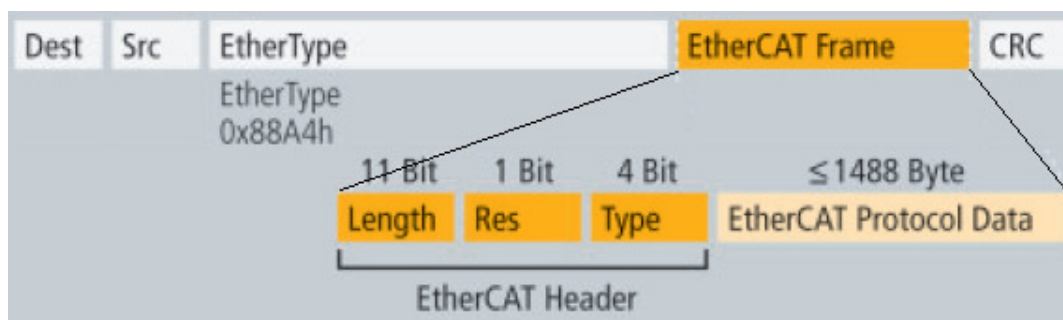 Dest Src EtherType EtherCAT Frame CRC
EtherType
0x88A4h
11 Bit 1 Bit 4 Bit ≤1488 Byte
Length Res Type EtherCAT Protocol Data
EtherCAT Header